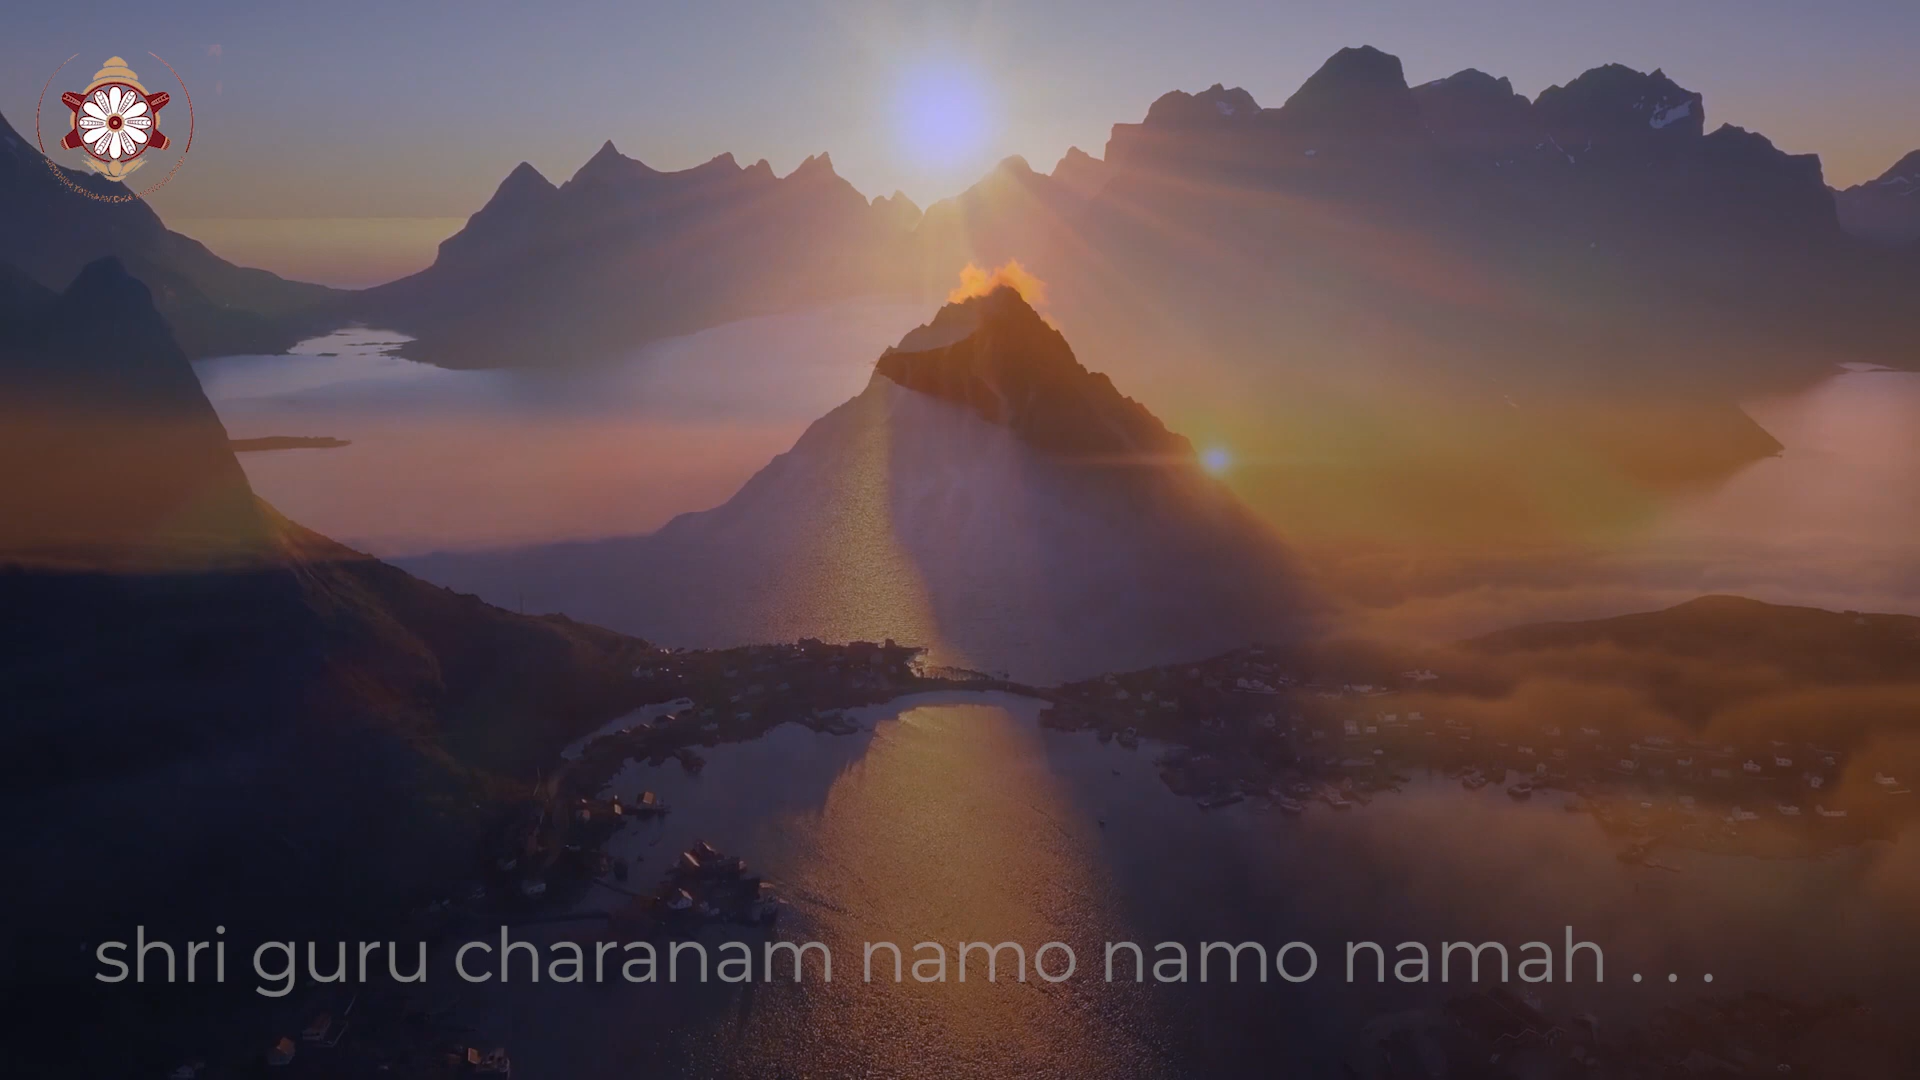 shri guru charanam namo namo namah . . .